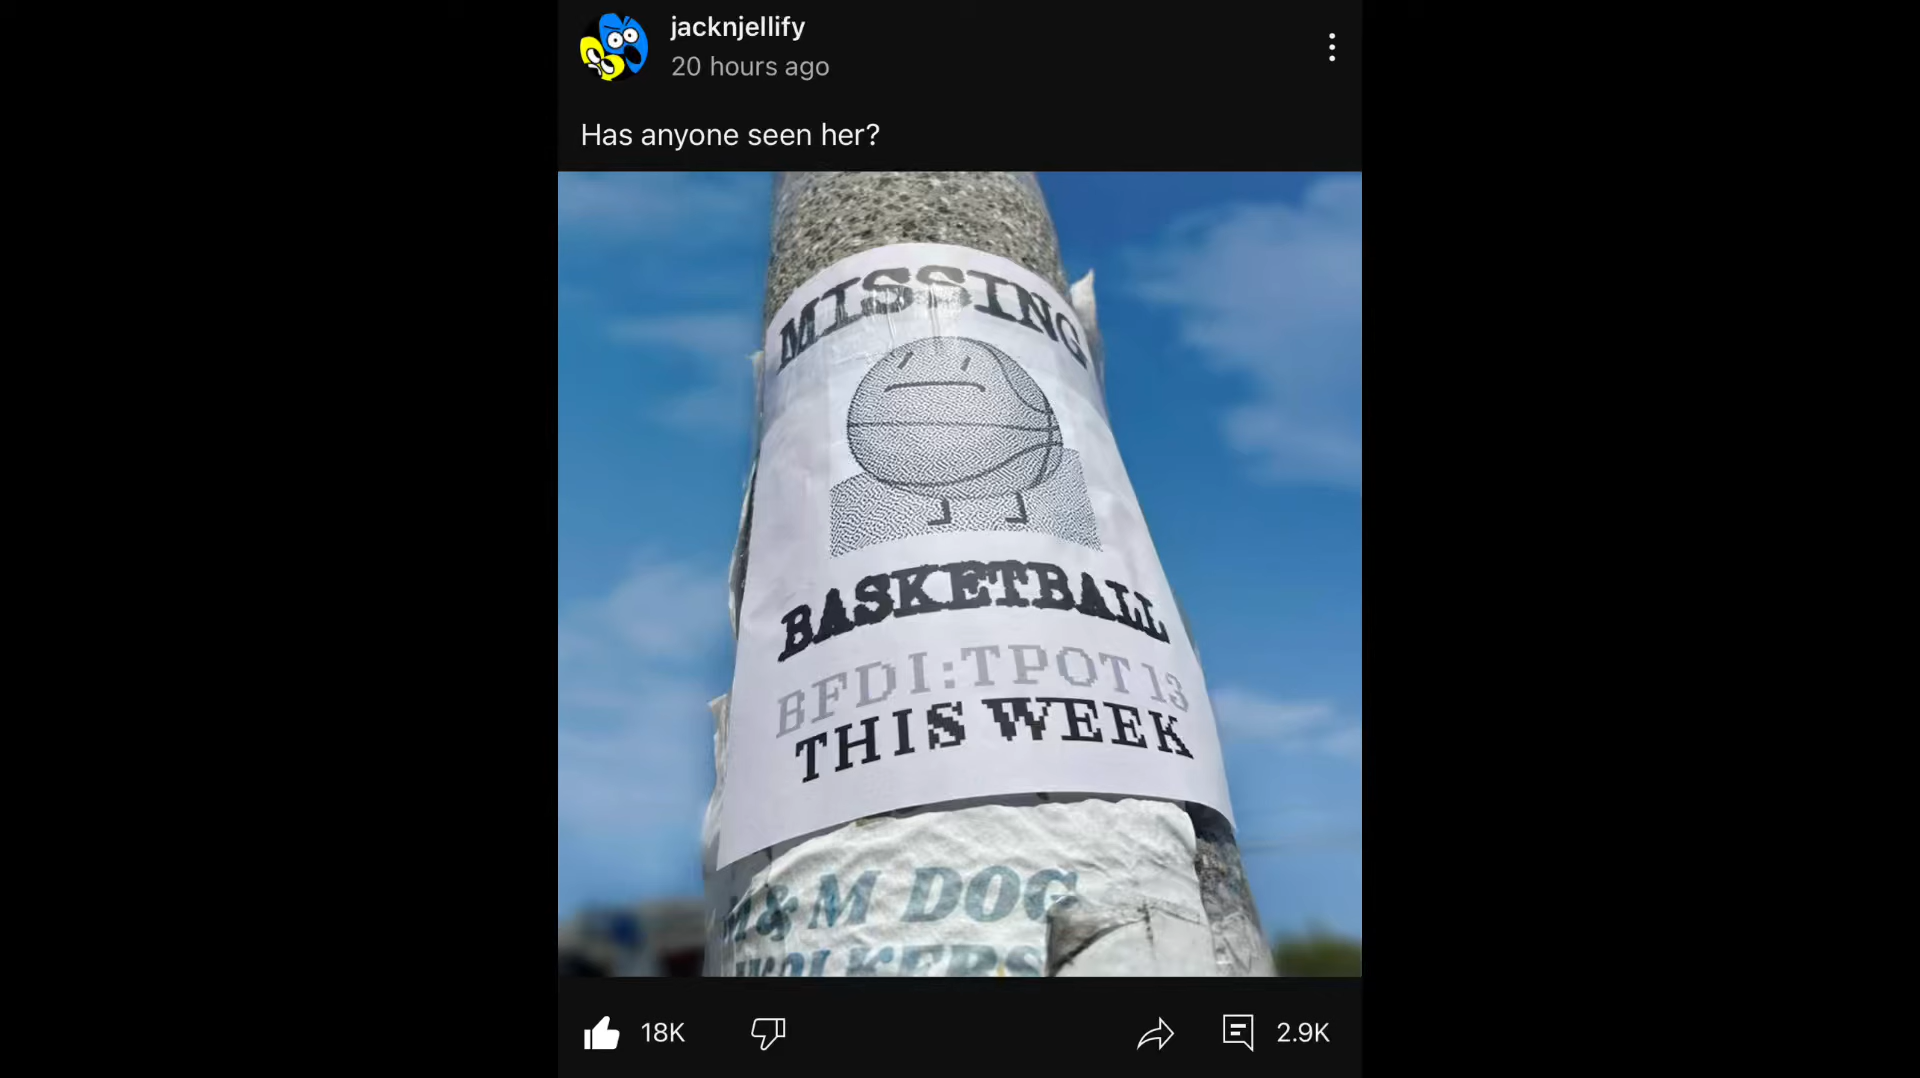 jacknjellify
20 hours ago
Has anyone seen her?
MISSING
BASKETBALL
BFDI:TPOT 13
THIS WEEK
M&M DOG
WALKERS
18K
2.9K